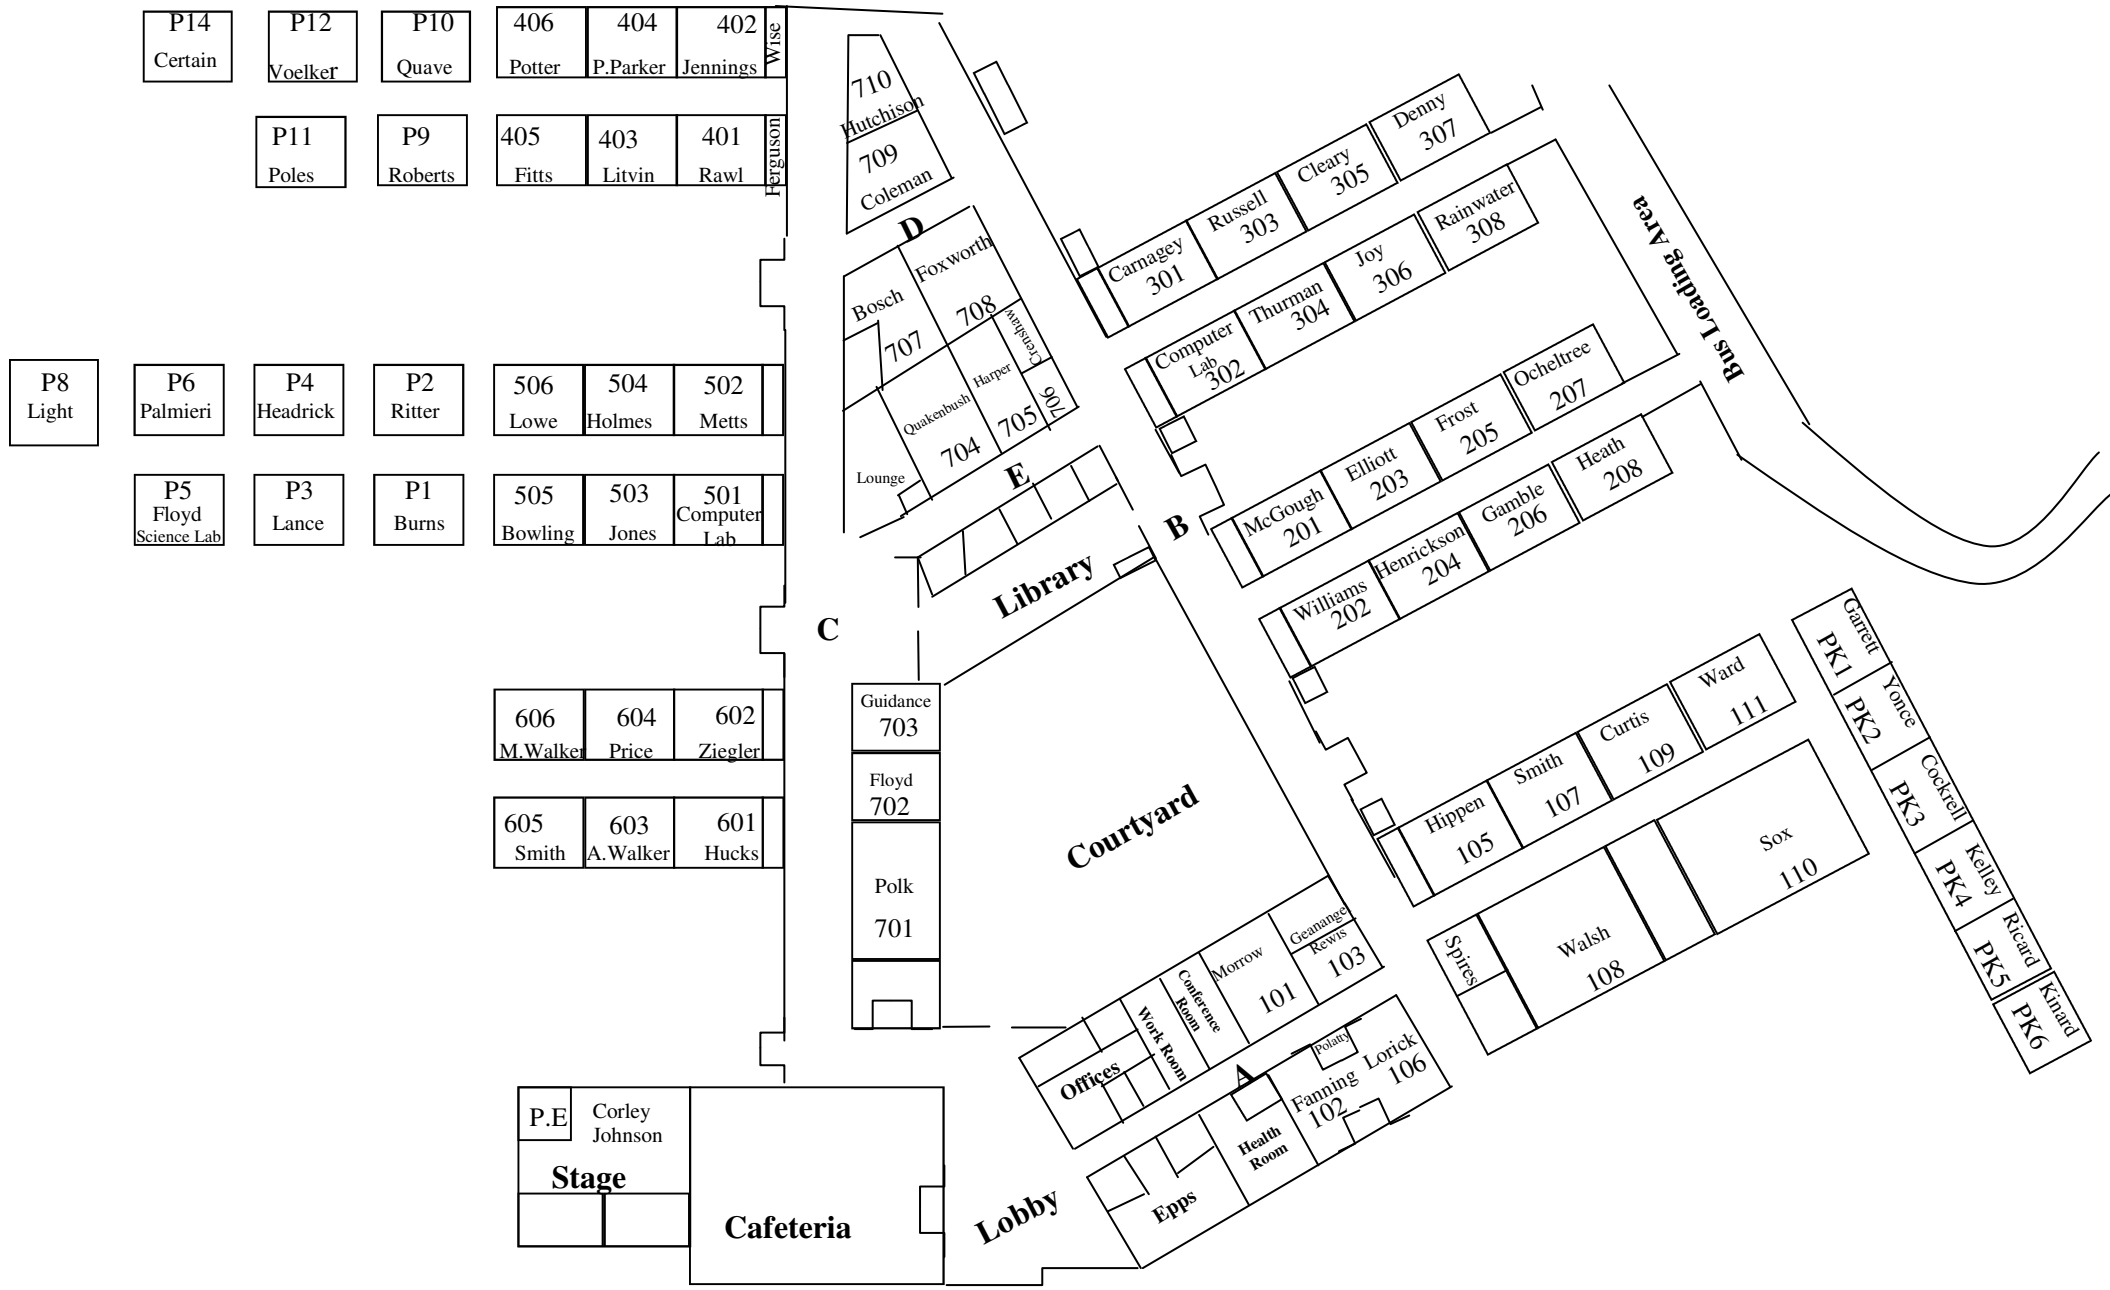 P14
Certain
P12
Voelker
P10
Quave
406
Potter
404
P.Parker
402
Jennings
Wise
P11
Poles
P9
Roberts
405
Fitts
403
Litvin
401
Rawl
Ferguson
710
Hutchison
709
Coleman
D
Bosch
707
Foxworth
708
Crenshaw
706
Harper
705
Quakenbush
704
Lounge
E
P8
Light
P6
Palmieri
P4
Headrick
P2
Ritter
506
Lowe
504
Holmes
502
Metts
P5
Floyd
Science Lab
P3
Lance
P1
Burns
505
Bowling
503
Jones
501
Computer
Lab
C
Library
B
606
M.Walker
604
Price
602
Ziegler
605
Smith
603
A.Walker
601
Hucks
Guidance
703
Floyd
702
Polk
701
Courtyard
Carnagey
301
Russell
303
Cleary
305
Denny
307
Computer
Lab
302
Thurman
304
Joy
306
Rainwater
308
Bus Loading Area
McGough
201
Elliott
203
Frost
205
Ocheltree
207
Williams
202
Henrickson
204
Gamble
206
Heath
208
Hippen
105
Smith
107
Curtis
109
Ward
111
Spires
Walsh
108
Sox
110
Garrett
PK1
Yonce
PK2
Cockrell
PK3
Kelley
PK4
Ricard
PK5
Kinard
PK6
Offices
Work Room
Conference
Room
Morrow
101
Geanange
Rewis
103
A
Polatty
Lorick
106
Fanning
102
Health
Room
Epps
Lobby
P.E
Corley
Johnson
Stage
Cafeteria